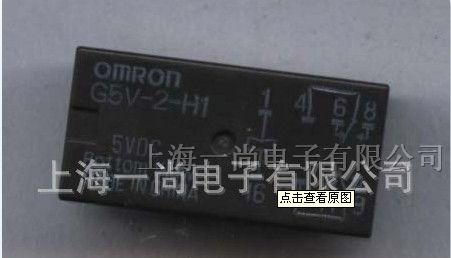 OMRON
G5V-2-H1
1 4 6 8
5VDC
上海一尚电子有限公司
上海一尚电子有限公司
16
点击查看原图